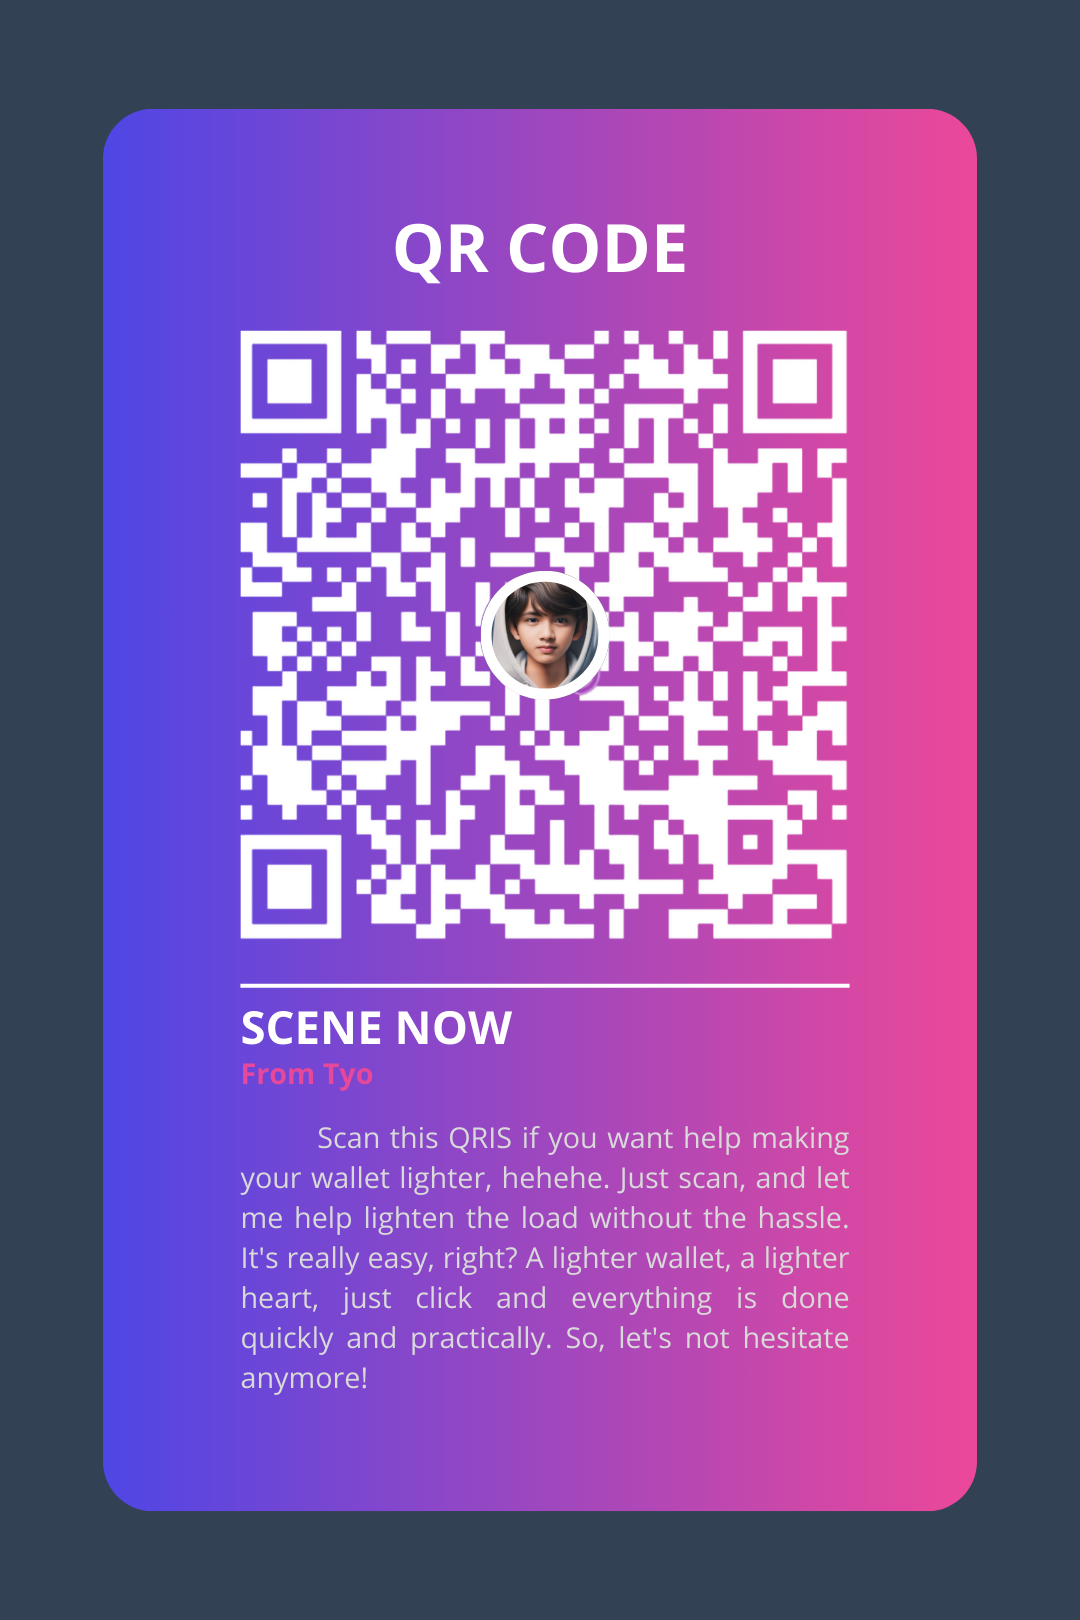 QR CODE
SCENE NOW
From Tyo
Scan this QRIS if you want help making
your wallet lighter, hehehe. Just scan, and let
me help lighten the load without the hassle.
It's really easy, right? A lighter wallet, a lighter
heart, just click and everything is done
quickly and practically. So, let's not hesitate
anymore!